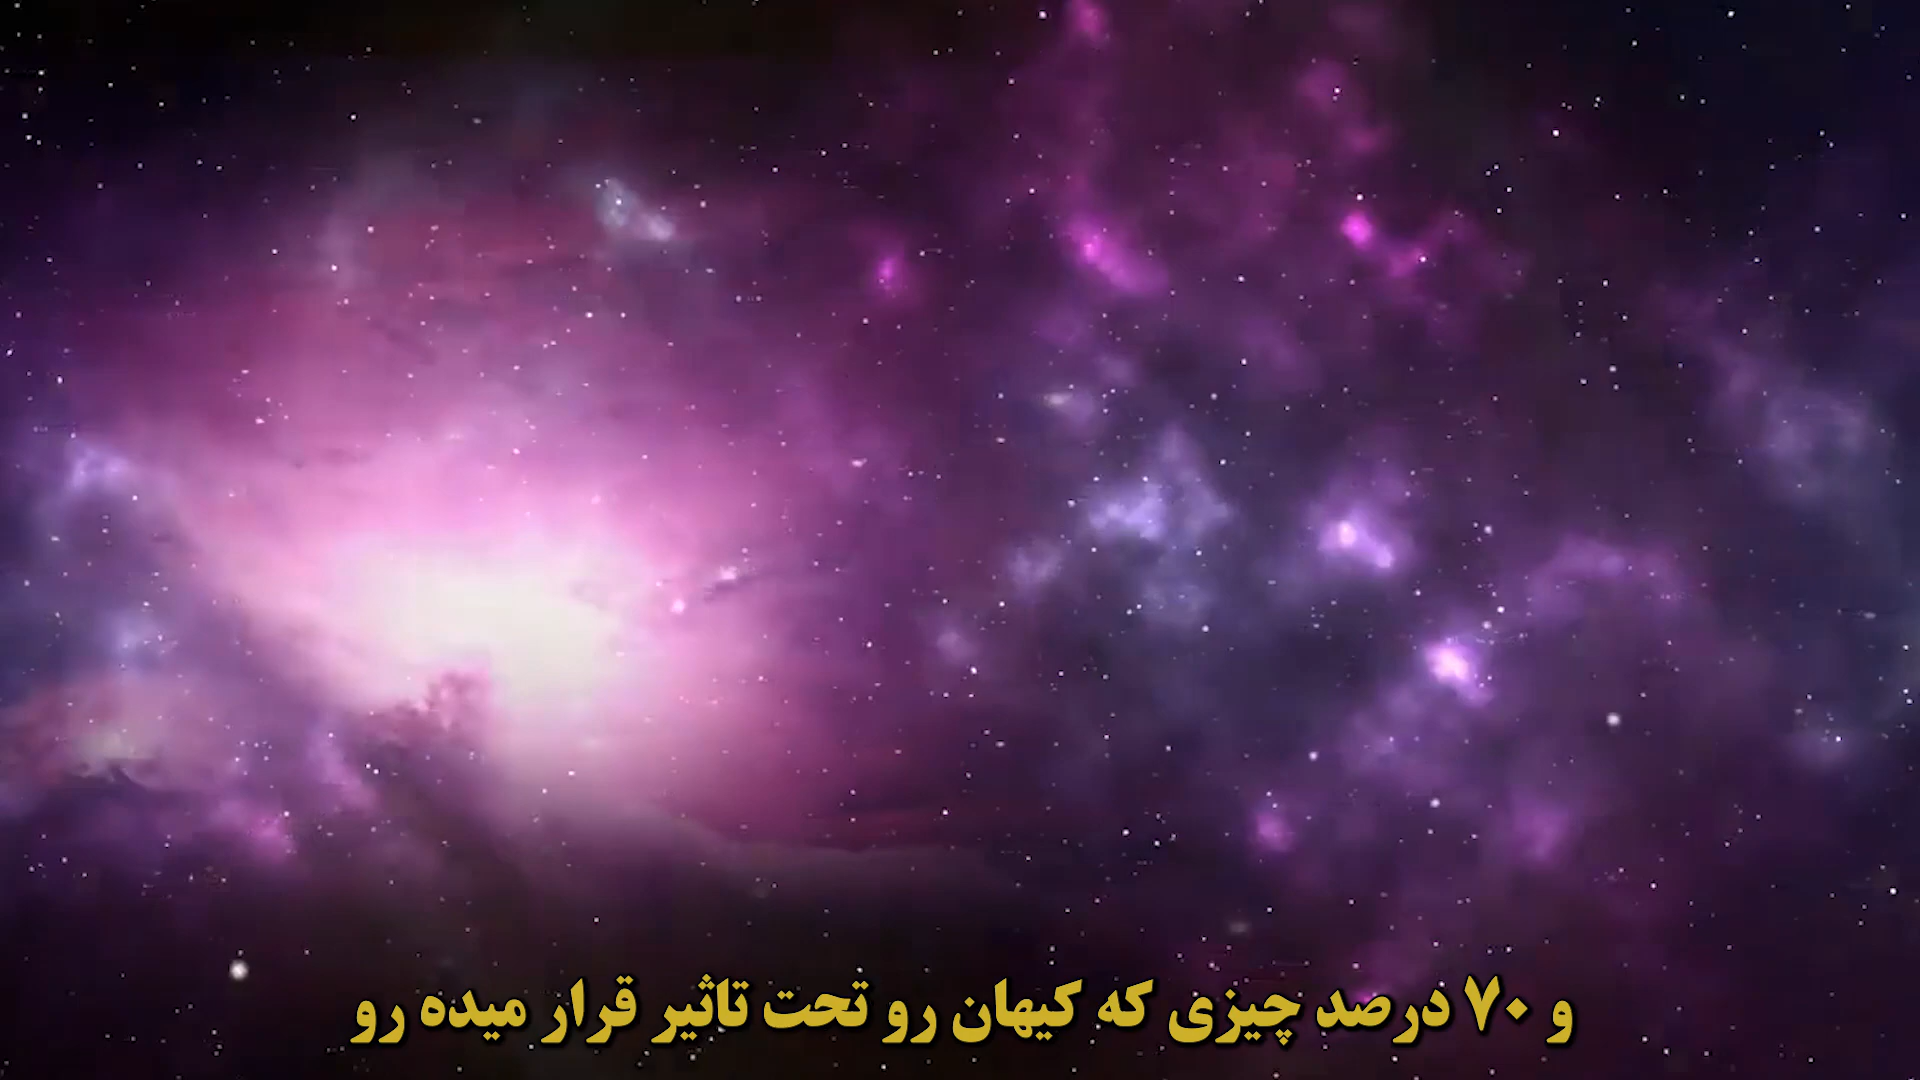 و ۷۰ درصد چیزی که کیهان رو تحت تاثیر قرار میده رو